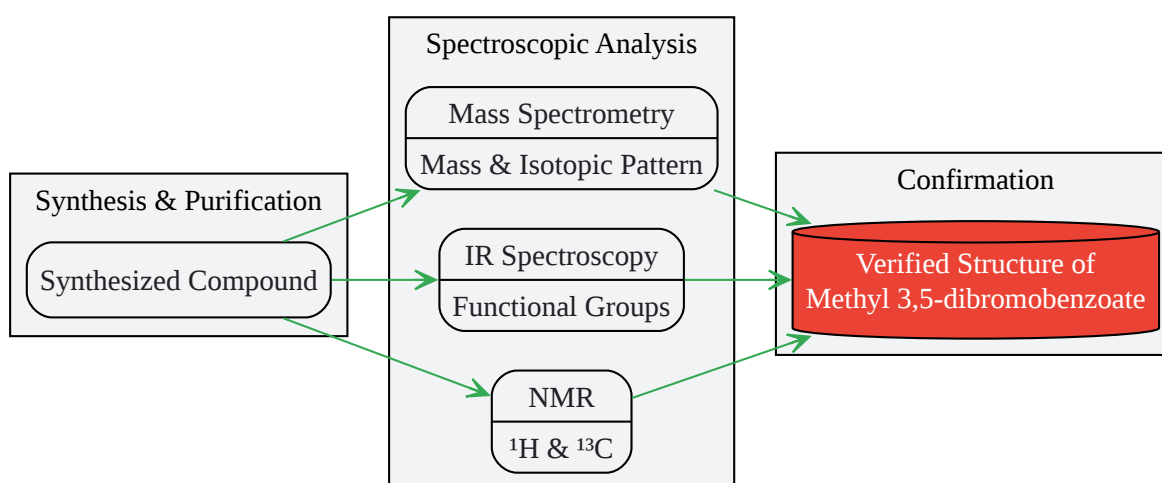 Synthesis & Purification
Synthesized Compound
Spectroscopic Analysis
Mass Spectrometry
Mass & Isotopic Pattern
IR Spectroscopy
Functional Groups
NMR
¹H & ¹³C
Confirmation
Verified Structure of
Methyl 3,5-dibromobenzoate